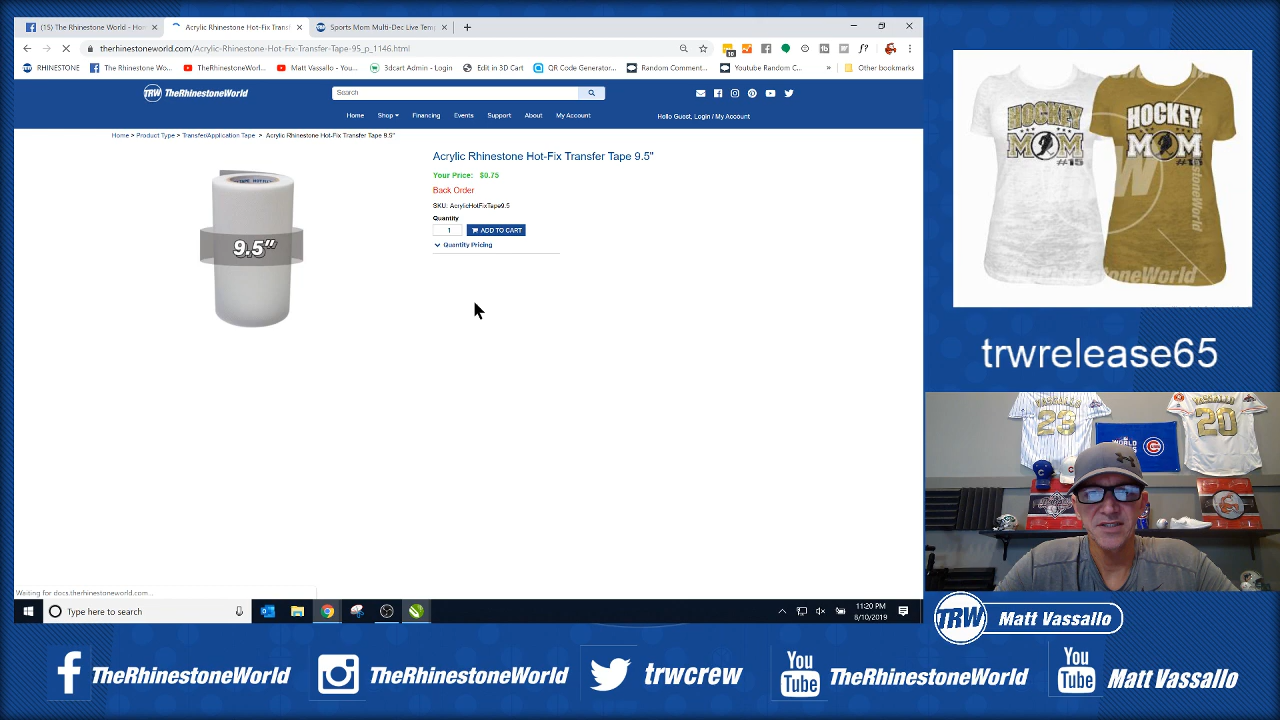 (15) The Rhinestone World - Hom
Acrylic Rhinestone Hot-Fix Transf
Sports Mom Multi-Dec Live Tem
therhinestoneworld.com/Acrylic-Rhinestone-Hot-Fix-Transfer-Tape-95_p_1146.html
RHINESTONE
The Rhinestone Wo...
TheRhinestoneWorl...
Matt Vassallo - You...
3dcart Admin - Login
Edit in 3D Cart
QR Code Generator...
Random Comment...
Youtube Random C...
Other bookmarks
TRW TheRhinestoneWorld
Search
Home
Shop
Financing
Events
Support
About
My Account
Hello Guest, Login / My Account
Home > Product Type > Transfer/Application Tape > Acrylic Rhinestone Hot-Fix Transfer Tape 9.5"
9.5"
Acrylic Rhinestone Hot-Fix Transfer Tape 9.5"
Your Price: $0.75
Back Order
SKU: AcrylicHotFixTape9.5
Quantity
1
ADD TO CART
Quantity Pricing
Waiting for docs.therhinestoneworld.com...
Type here to search
11:20 PM
8/10/2019
HOCKEY
MOM
#15
HOCKEY
MOM
#15
TheRhinestoneWorld
trwrelease65
VASSALLO
23
VASSALLO
20
TRW Matt Vassallo
TheRhinestoneWorld
TheRhinestoneWorld
trwcrew
You
Tube
TheRhinestoneWorld
You
Tube
Matt Vassallo